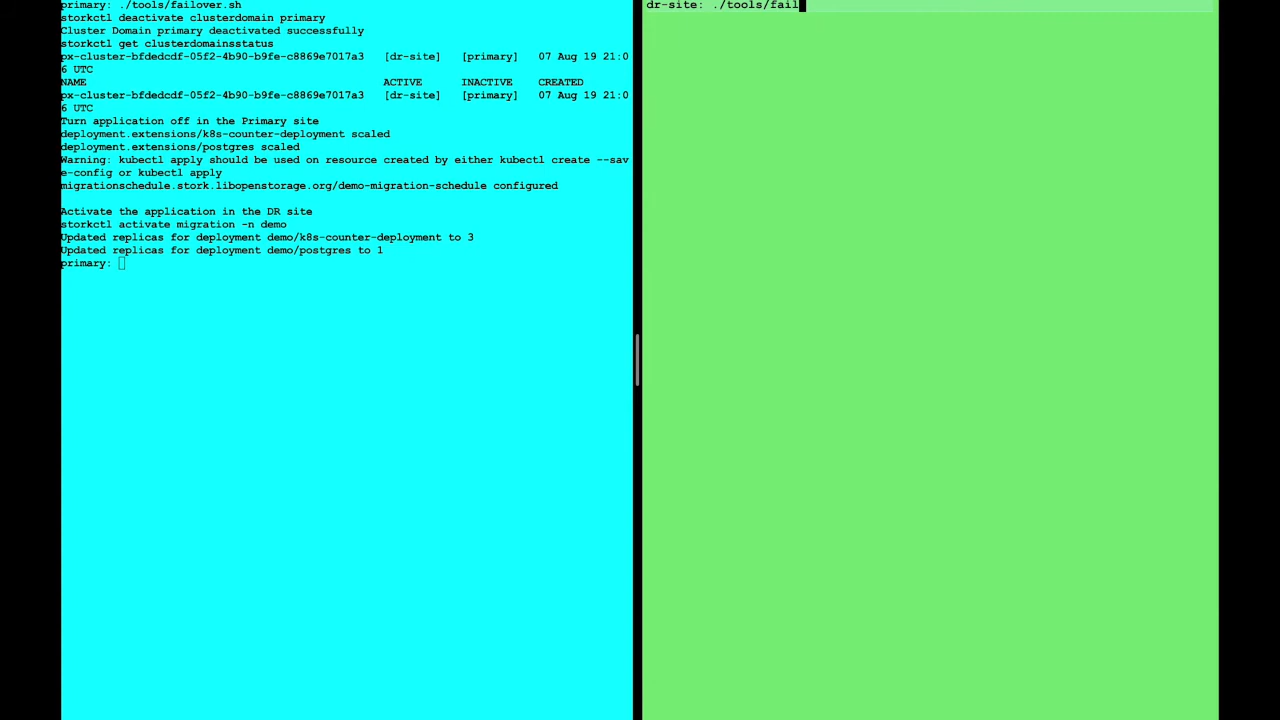 primary: ./tools/failover.sh
storkctl deactivate clusterdomain primary
Cluster Domain primary deactivated successfully
storkctl get clusterdomainsstatus
px-cluster-bfdedcdf-05f2-4b90-b9fe-c8869e7017a3   [dr-site]   [primary]   07 Aug 19 21:0
6 UTC
NAME                                              ACTIVE      INACTIVE    CREATED
px-cluster-bfdedcdf-05f2-4b90-b9fe-c8869e7017a3   [dr-site]   [primary]   07 Aug 19 21:0
6 UTC
Turn application off in the Primary site
deployment.extensions/k8s-counter-deployment scaled
deployment.extensions/postgres scaled
Warning: kubectl apply should be used on resource created by either kubectl create --sav
e-config or kubectl apply
migrationschedule.stork.libopenstorage.org/demo-migration-schedule configured
Activate the application in the DR site
storkctl activate migration -n demo
Updated replicas for deployment demo/k8s-counter-deployment to 3
Updated replicas for deployment demo/postgres to 1
primary:
dr-site: ./tools/fail